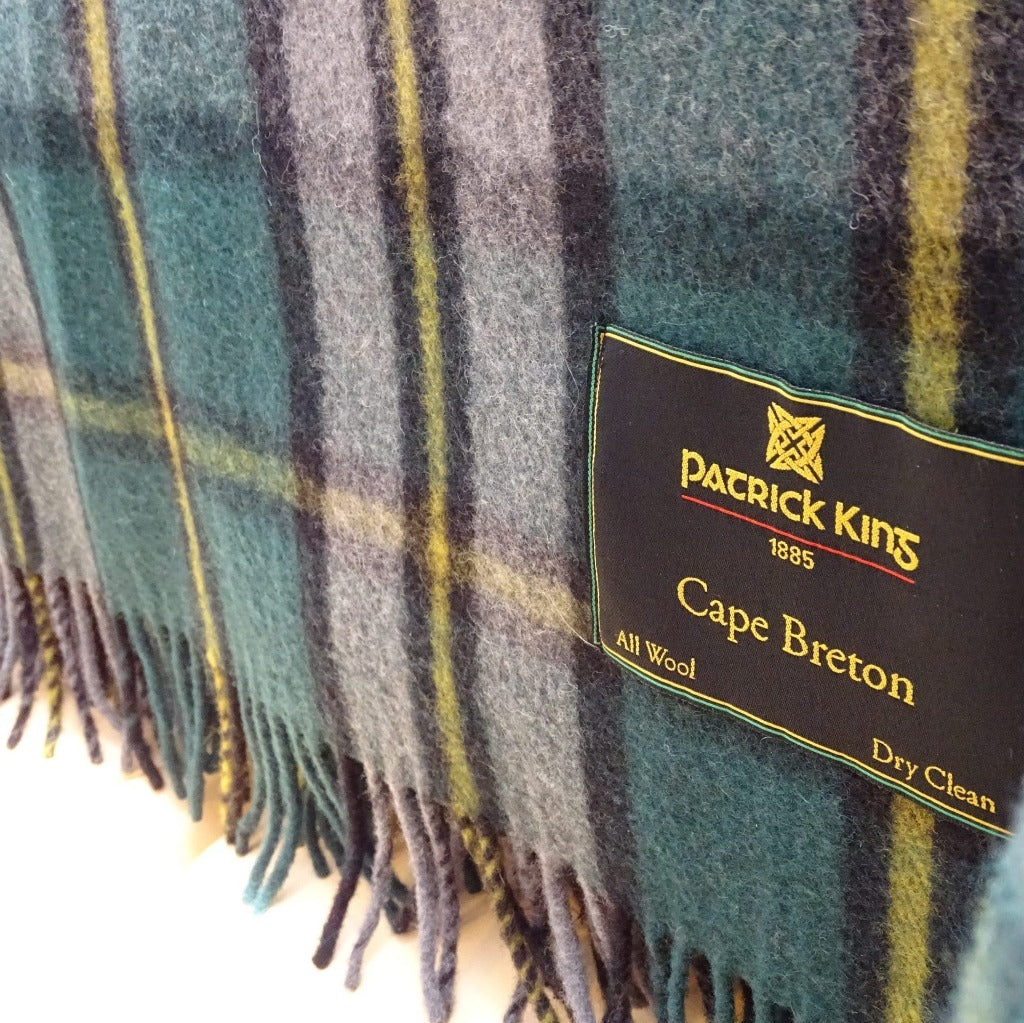 PATRICK KING
1885
Cape Breton
All Wool
Dry Clean